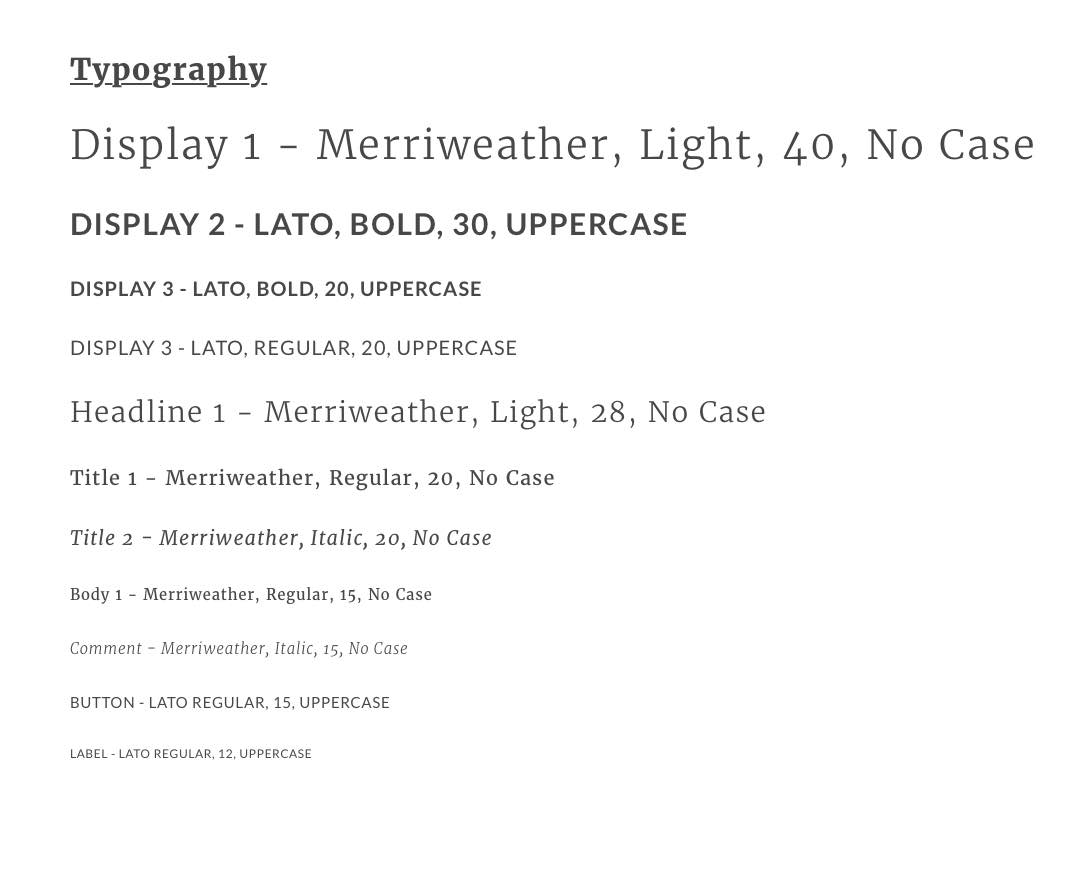 Typography
Display 1 - Merriweather, Light, 40, No Case
DISPLAY 2 - LATO, BOLD, 30, UPPERCASE
DISPLAY 3 - LATO, BOLD, 20, UPPERCASE
DISPLAY 3 - LATO, REGULAR, 20, UPPERCASE
Headline 1 - Merriweather, Light, 28, No Case
Title 1 - Merriweather, Regular, 20, No Case
Title 2 - Merriweather, Italic, 20, No Case
Body 1 - Merriweather, Regular, 15, No Case
Comment - Merriweather, Italic, 15, No Case
BUTTON - LATO REGULAR, 15, UPPERCASE
LABEL - LATO REGULAR, 12, UPPERCASE